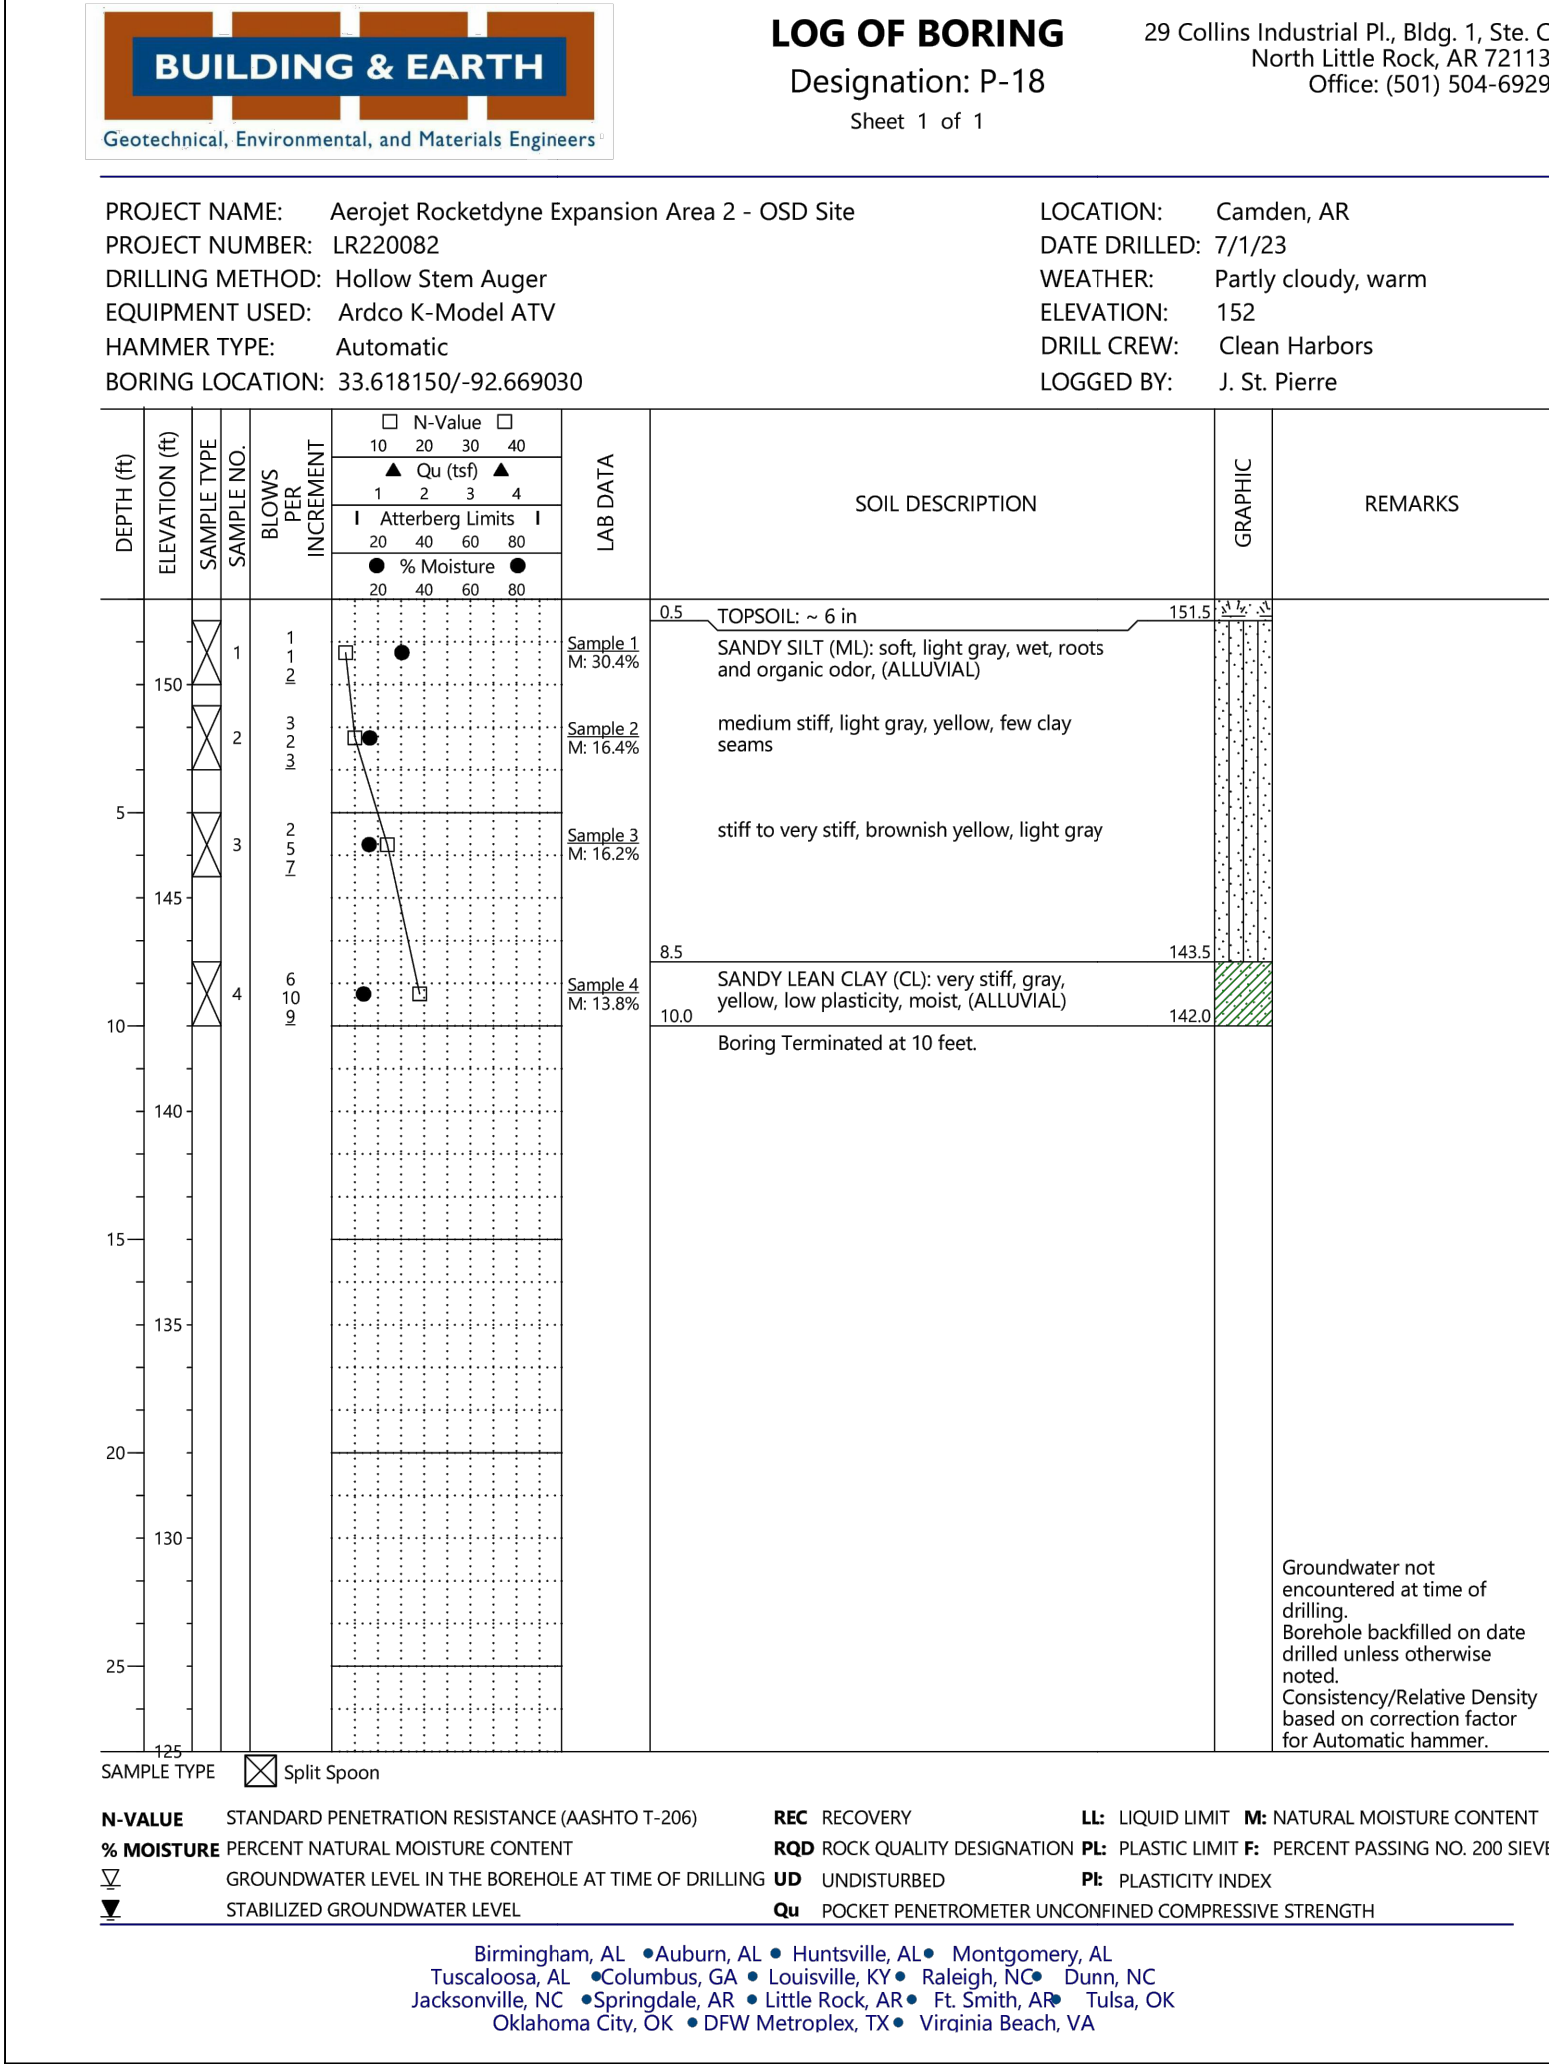 BUILDING & EARTH
Geotechnical, Environmental, and Materials Engineers
LOG OF BORING
Designation: P-18
Sheet 1 of 1
29 Collins Industrial Pl., Bldg. 1, Ste. C
North Little Rock, AR 72113
Office: (501) 504-6929
PROJECT NAME: Aerojet Rocketdyne Expansion Area 2 - OSD Site
PROJECT NUMBER: LR220082
DRILLING METHOD: Hollow Stem Auger
EQUIPMENT USED: Ardco K-Model ATV
HAMMER TYPE: Automatic
BORING LOCATION: 33.618150/-92.669030
LOCATION: Camden, AR
DATE DRILLED: 7/1/23
WEATHER: Partly cloudy, warm
ELEVATION: 152
DRILL CREW: Clean Harbors
LOGGED BY: J. St. Pierre
DEPTH (ft)
ELEVATION (ft)
SAMPLE TYPE
SAMPLE NO.
BLOWS
PER
INCREMENT
N-Value
10 20 30 40
Qu (tsf)
1 2 3 4
Atterberg Limits
20 40 60 80
% Moisture
20 40 60 80
LAB DATA
SOIL DESCRIPTION
GRAPHIC
REMARKS
0.5 TOPSOIL: ~ 6 in 151.5
1
1
1
2
Sample 1
M: 30.4%
SANDY SILT (ML): soft, light gray, wet, roots
and organic odor, (ALLUVIAL)
150
2
3
2
3
Sample 2
M: 16.4%
medium stiff, light gray, yellow, few clay
seams
5
3
2
5
7
Sample 3
M: 16.2%
stiff to very stiff, brownish yellow, light gray
145
8.5 143.5
4
6
10
9
Sample 4
M: 13.8%
SANDY LEAN CLAY (CL): very stiff, gray,
yellow, low plasticity, moist, (ALLUVIAL)
10
10.0 142.0
Boring Terminated at 10 feet.
140
15
135
20
130
25
125
Groundwater not
encountered at time of
drilling.
Borehole backfilled on date
drilled unless otherwise
noted.
Consistency/Relative Density
based on correction factor
for Automatic hammer.
SAMPLE TYPE Split Spoon
N-VALUE STANDARD PENETRATION RESISTANCE (AASHTO T-206) REC RECOVERY LL: LIQUID LIMIT M: NATURAL MOISTURE CONTENT
% MOISTURE PERCENT NATURAL MOISTURE CONTENT RQD ROCK QUALITY DESIGNATION PL: PLASTIC LIMIT F: PERCENT PASSING NO. 200 SIEVE
GROUNDWATER LEVEL IN THE BOREHOLE AT TIME OF DRILLING UD UNDISTURBED PI: PLASTICITY INDEX
STABILIZED GROUNDWATER LEVEL Qu POCKET PENETROMETER UNCONFINED COMPRESSIVE STRENGTH
Birmingham, AL • Auburn, AL • Huntsville, AL • Montgomery, AL
Tuscaloosa, AL • Columbus, GA • Louisville, KY • Raleigh, NC • Dunn, NC
Jacksonville, NC • Springdale, AR • Little Rock, AR • Ft. Smith, AR • Tulsa, OK
Oklahoma City, OK • DFW Metroplex, TX • Virginia Beach, VA